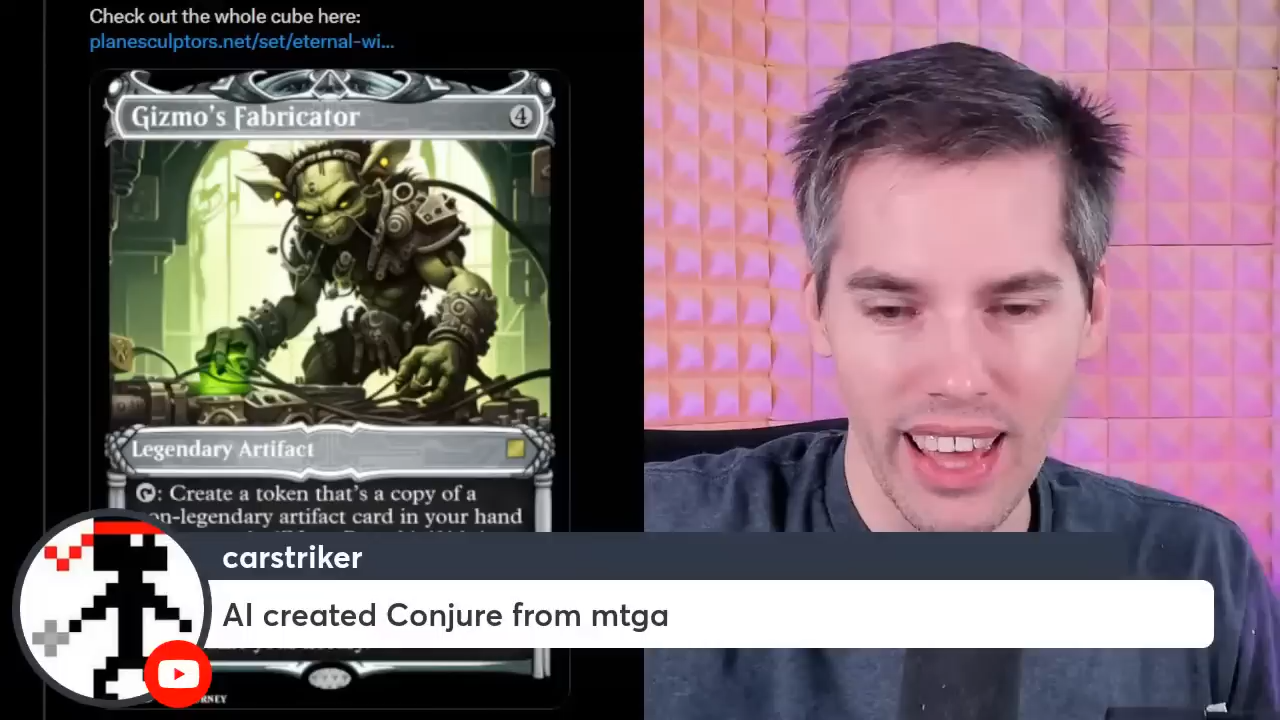 Check out the whole cube here:
planesculptors.net/set/eternal-wi...
Gizmo's Fabricator 4
Legendary Artifact
: Create a token that's a copy of a
on-legendary artifact card in your hand
carstriker
AI created Conjure from mtga